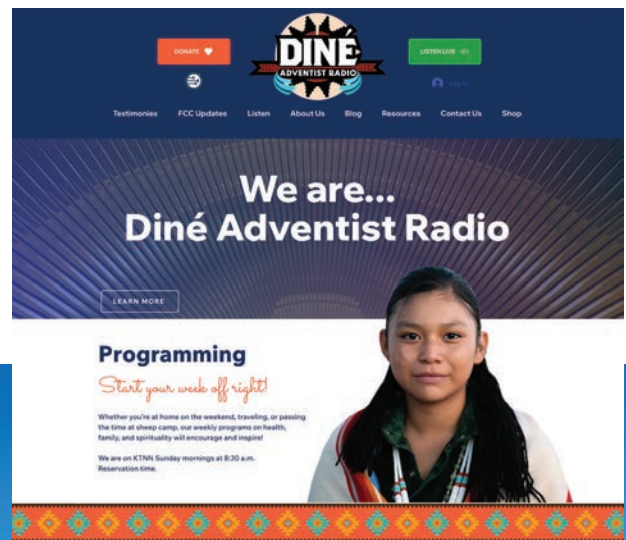 DONATE
DINÉ
ADVENTIST RADIO
LISTEN LIVE
Log In
Testimonies FCC Updates Listen About Us Blog Resources Contact Us Shop
We are...
Diné Adventist Radio
LEARN MORE
Programming
Start your week off right!
Whether you're at home on the weekend, traveling, or passing
the time at sheep camp, our weekly programs on health,
family, and spirituality will encourage and inspire!
We are on KTNN Sunday mornings at 8:30 a.m.
Reservation time.